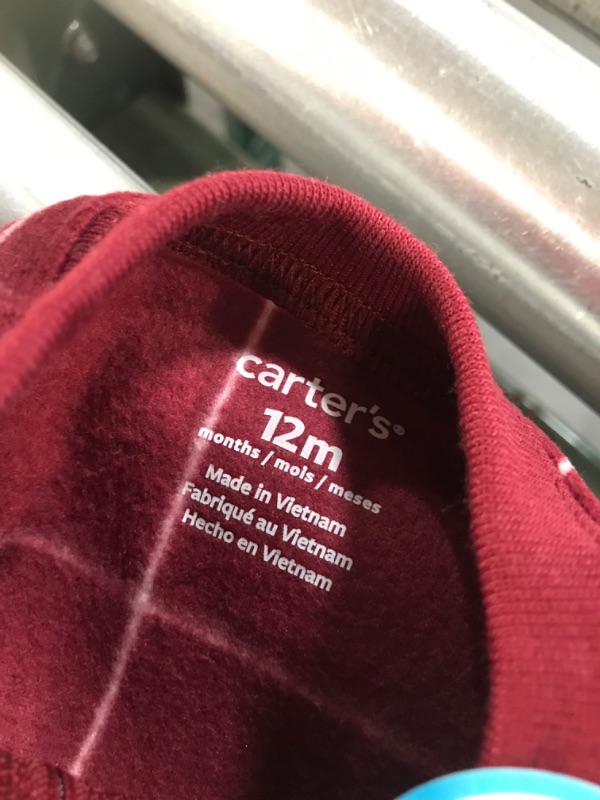 carter's®
12m
months / mois / meses
Made in Vietnam
Fabriqué au Vietnam
Hecho en Vietnam